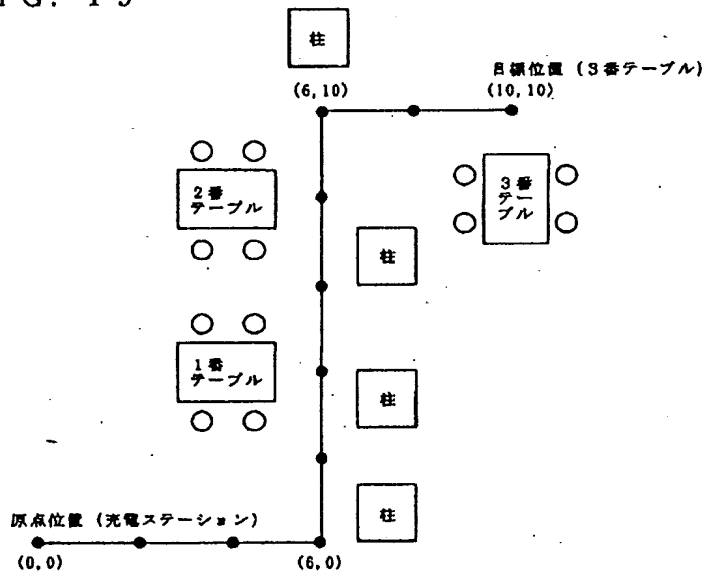 FIG. 19
柱
目標位置 (3番テーブル)
(6,10)
(10,10)
2番
テーブル
3番
テー
ブル
柱
1番
テーブル
柱
原点位置 (充電ステーション)
柱
(0,0)
(6,0)